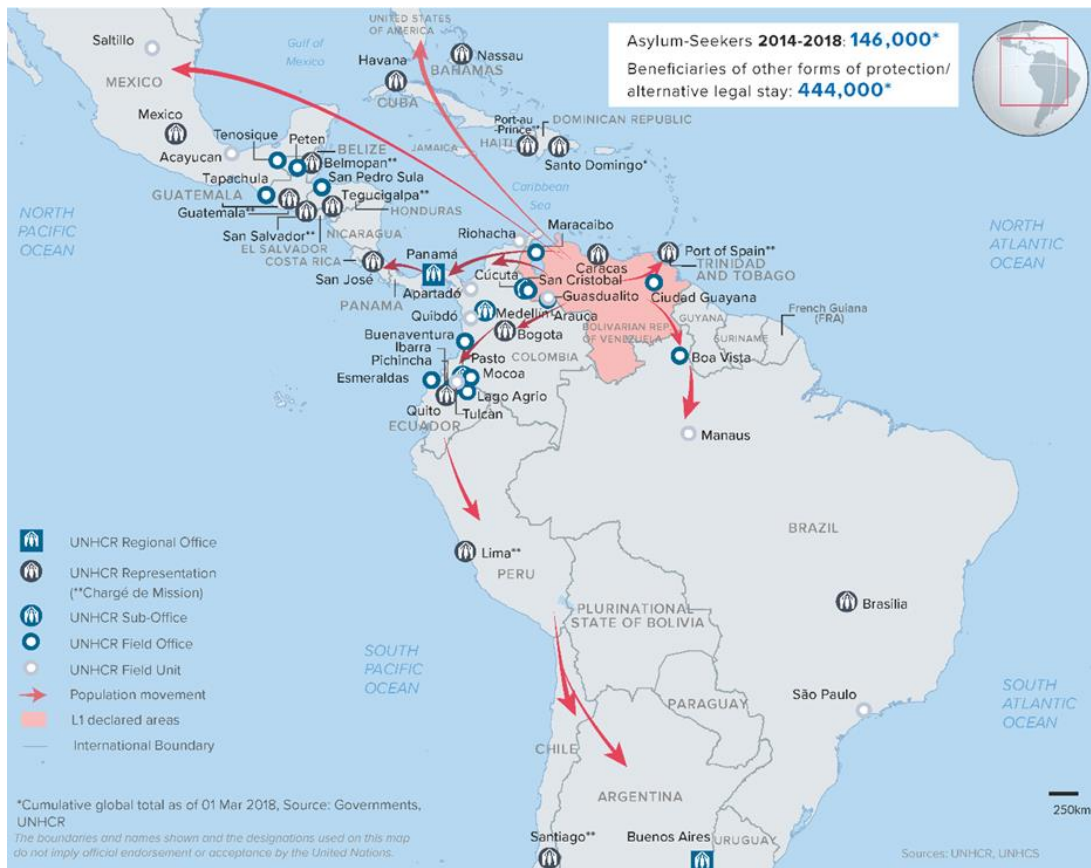 UNITED STATES
OF AMERICA
Asylum-Seekers 2014-2018: 146,000*
Beneficiaries of other forms of protection/
alternative legal stay: 444,000*
Saltillo
MEXICO
Gulf of
Mexico
Havana
Nassau
BAHAMAS
CUBA
Mexico
Acayucan
Tenosique
Peten
BELIZE
Belmopan**
Tapachula
San Pedro Sula
GUATEMALA
Tegucigalpa**
Guatemala**
HONDURAS
San Salvador**
EL SALVADOR
NICARAGUA
COSTA RICA
San José
Port-au
-Prince**
HAITI
DOMINICAN REPUBLIC
JAMAICA
Santo Domingo*
Caribbean
Sea
NORTH
PACIFIC
OCEAN
NORTH
ATLANTIC
OCEAN
Riohacha
Maracaibo
Panamá
PANAMA
Apartadó
Cúcuta
San Cristobal
Caracas
Port of Spain**
TRINIDAD
AND TOBAGO
Guasdualito
Ciudad Guayana
Quibdó
Medellín
Arauca
BOLIVARIAN REP.
OF VENEZUELA
GUYANA
SURINAME
French Guiana
(FRA)
Buenaventura
Bogota
COLOMBIA
Ibarra
Pichincha
Pasto
Mocoa
Esmeraldas
Lago Agrio
Quito
Tulcàn
ECUADOR
Boa Vista
Manaus
BRAZIL
Lima**
PERU
Brasília
PLURINATIONAL
STATE OF BOLIVIA
SOUTH
PACIFIC
OCEAN
PARAGUAY
São Paulo
SOUTH
ATLANTIC
OCEAN
CHILE
ARGENTINA
Santiago**
Buenos Aires
URUGUAY
250km
UNHCR Regional Office
UNHCR Representation
(**Chargé de Mission)
UNHCR Sub-Office
UNHCR Field Office
UNHCR Field Unit
Population movement
L1 declared areas
International Boundary
*Cumulative global total as of 01 Mar 2018, Source: Governments,
UNHCR
The boundaries and names shown and the designations used on this map
do not imply official endorsement or acceptance by the United Nations.
Sources: UNHCR, UNHCS